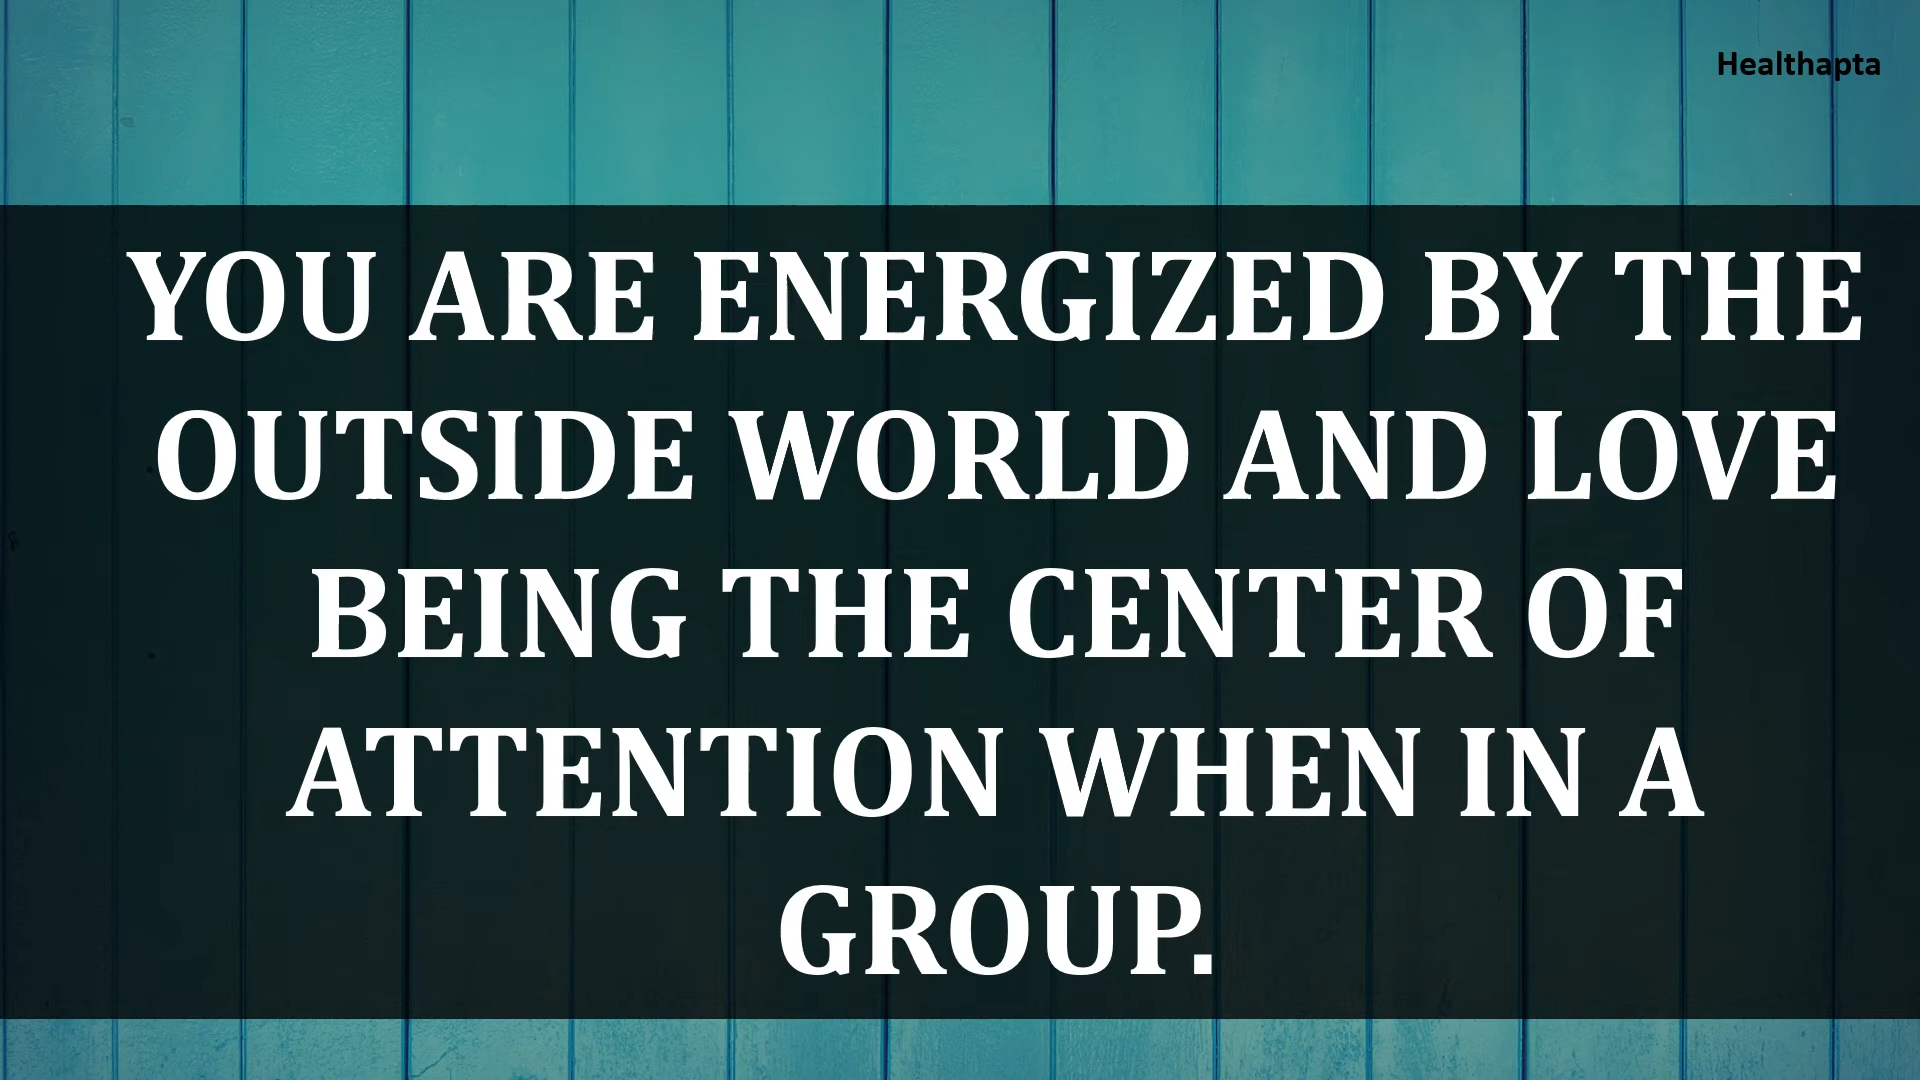 Healthapta
YOU ARE ENERGIZED BY THE
OUTSIDE WORLD AND LOVE
BEING THE CENTER OF
ATTENTION WHEN IN A
GROUP.